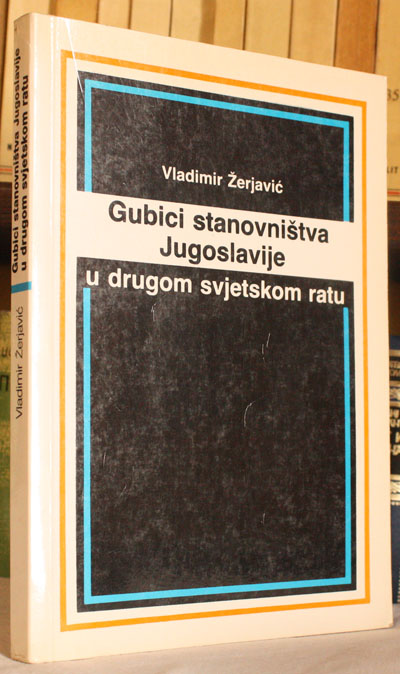 Vladimir Žerjavić
Gubici stanovništva
Jugoslavije
u drugom svjetskom ratu
Vladimir Žerjavić
Gubici stanovništva Jugoslavije
u drugom svjetskom ratu